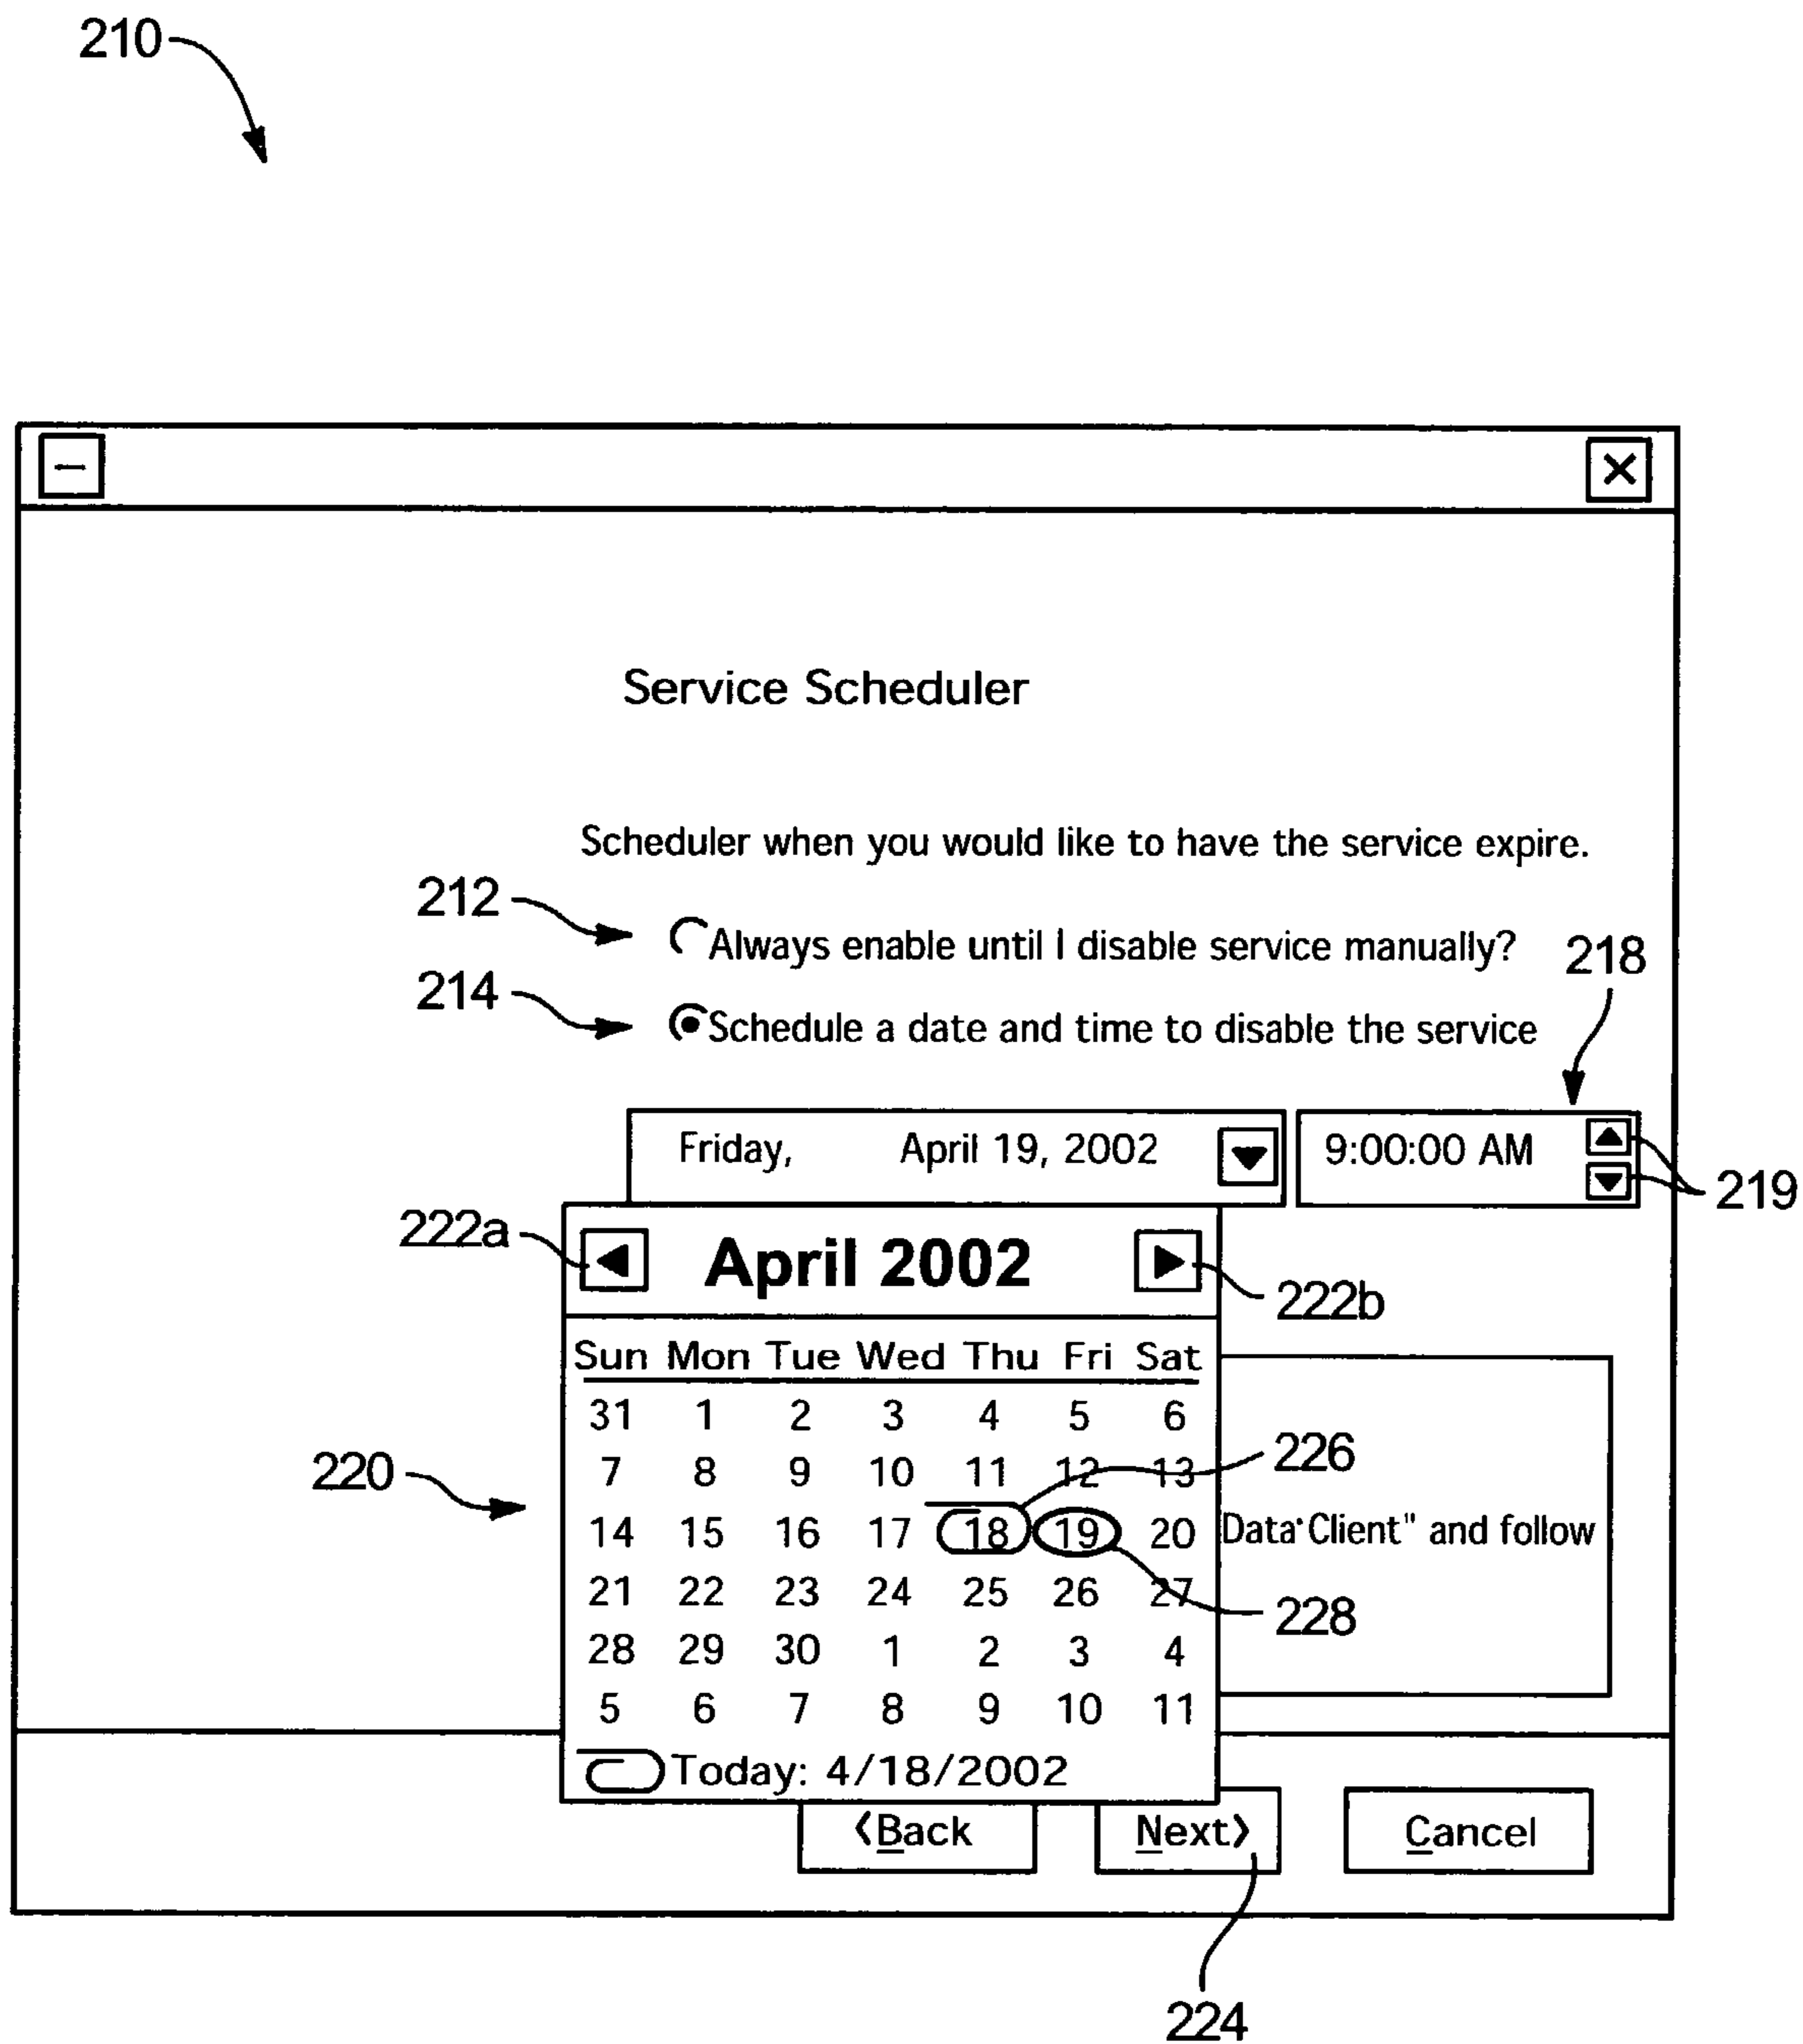 210
Service Scheduler
Scheduler when you would like to have the service expire.
212
Always enable until I disable service manually?
218
214
Schedule a date and time to disable the service
Friday, April 19, 2002
9:00:00 AM
219
222a
April 2002
222b
Sun Mon Tue Wed Thu Fri Sat
31 1 2 3 4 5 6
226
220
7 8 9 10 11 12 13
14 15 16 17 18 19 20
Data Client" and follow
21 22 23 24 25 26 27
228
28 29 30 1 2 3 4
5 6 7 8 9 10 11
Today: 4/18/2002
<Back
Next>
Cancel
224